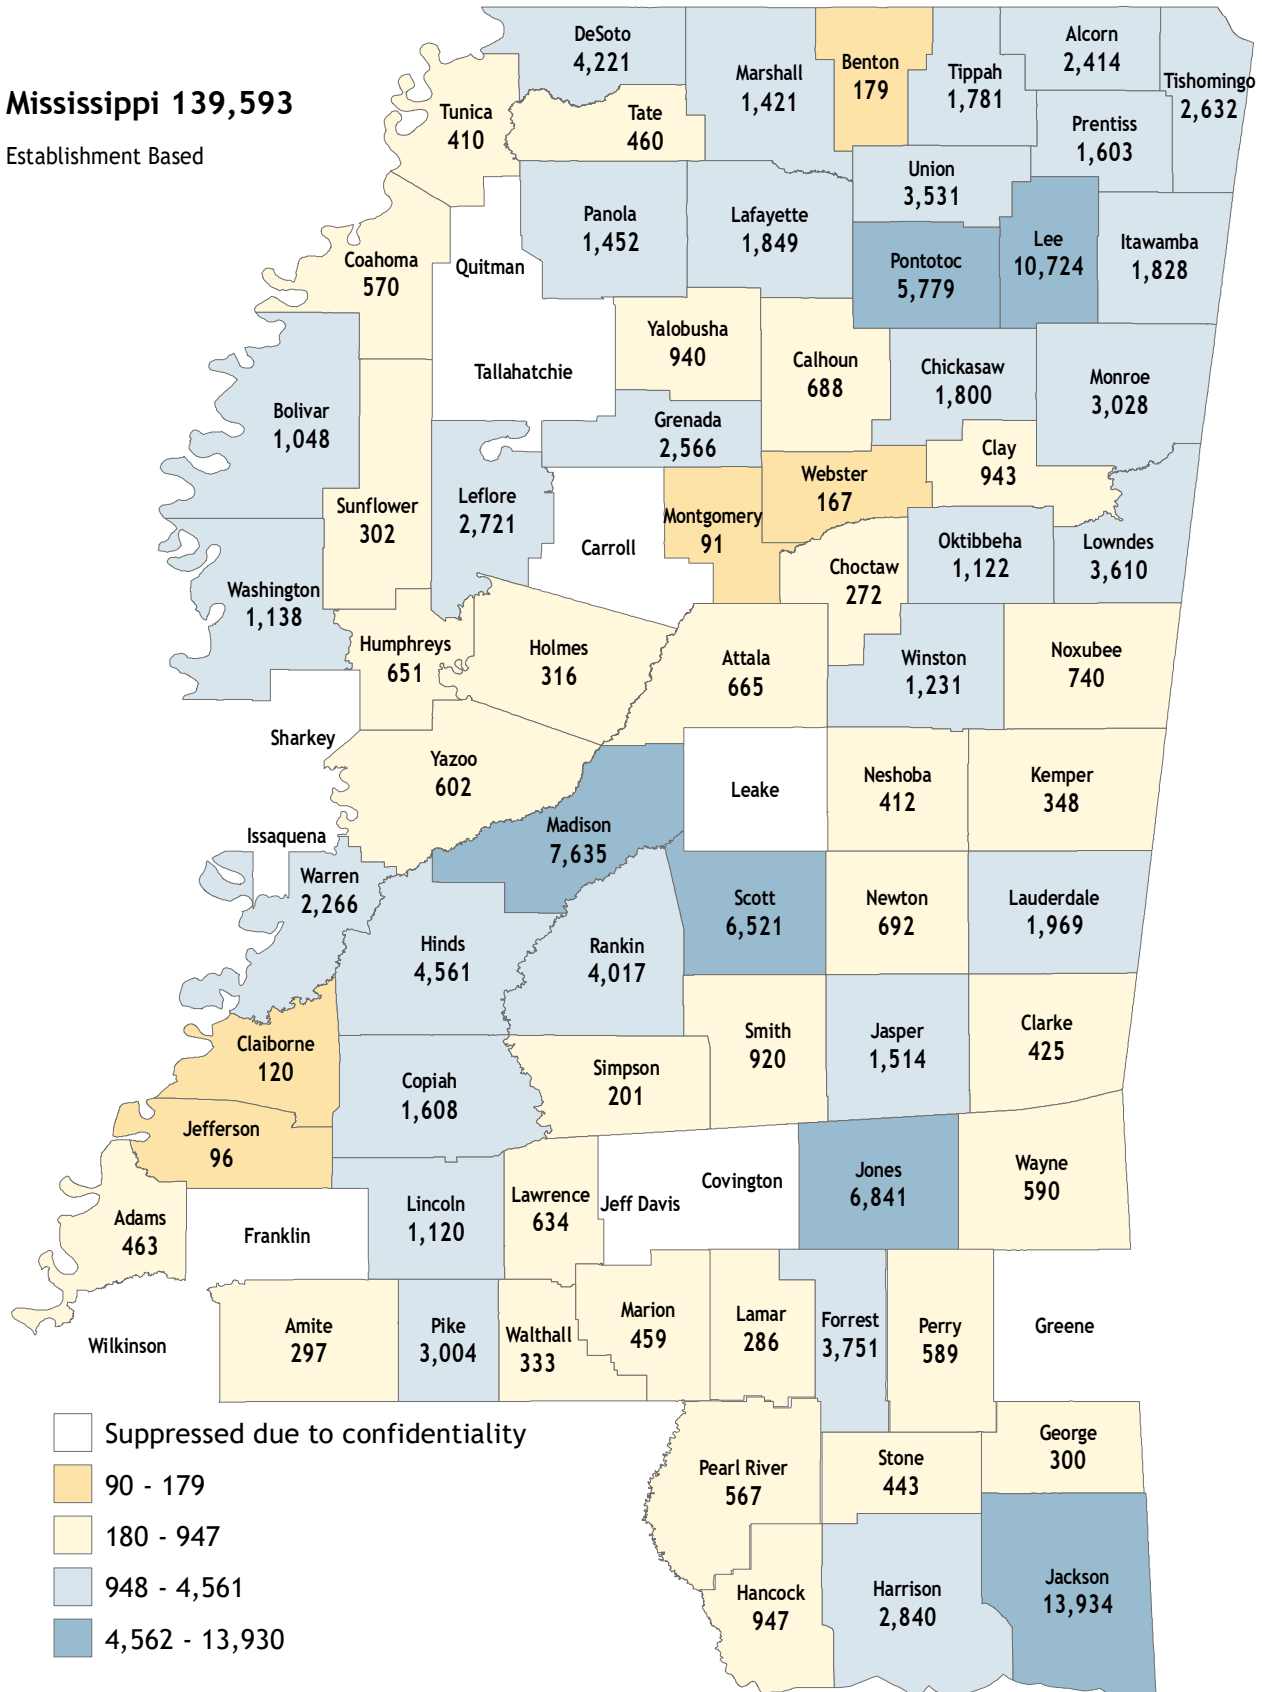 Mississippi 139,593
Establishment Based
DeSoto
4,221
Marshall
1,421
Benton
179
Tippah
1,781
Alcorn
2,414
Tishomingo
2,632
Tunica
410
Tate
460
Prentiss
1,603
Union
3,531
Panola
1,452
Lafayette
1,849
Pontotoc
5,779
Lee
10,724
Itawamba
1,828
Coahoma
570
Quitman
Yalobusha
940
Tallahatchie
Calhoun
688
Chickasaw
1,800
Monroe
3,028
Bolivar
1,048
Grenada
2,566
Clay
943
Sunflower
302
Leflore
2,721
Webster
167
Montgomery
91
Carroll
Choctaw
272
Oktibbeha
1,122
Lowndes
3,610
Washington
1,138
Humphreys
651
Holmes
316
Attala
665
Winston
1,231
Noxubee
740
Sharkey
Yazoo
602
Leake
Neshoba
412
Kemper
348
Issaquena
Madison
7,635
Warren
2,266
Hinds
4,561
Rankin
4,017
Scott
6,521
Newton
692
Lauderdale
1,969
Claiborne
120
Copiah
1,608
Simpson
201
Smith
920
Jasper
1,514
Clarke
425
Jefferson
96
Adams
463
Franklin
Lincoln
1,120
Lawrence
634
Jeff Davis
Covington
Jones
6,841
Wayne
590
Wilkinson
Amite
297
Pike
3,004
Walthall
333
Marion
459
Lamar
286
Forrest
3,751
Perry
589
Greene
Pearl River
567
Stone
443
George
300
Hancock
947
Harrison
2,840
Jackson
13,934
Suppressed due to confidentiality
90 - 179
180 - 947
948 - 4,561
4,562 - 13,930